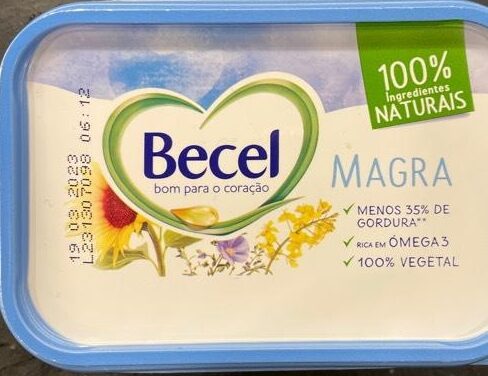 100%
ingredientes
NATURAIS
Becel
bom para o coração
MAGRA
✓ MENOS 35% DE
GORDURA**
✓ RICA EM ÓMEGA 3
✓ 100% VEGETAL
19 03 2023
L231307098 06:12